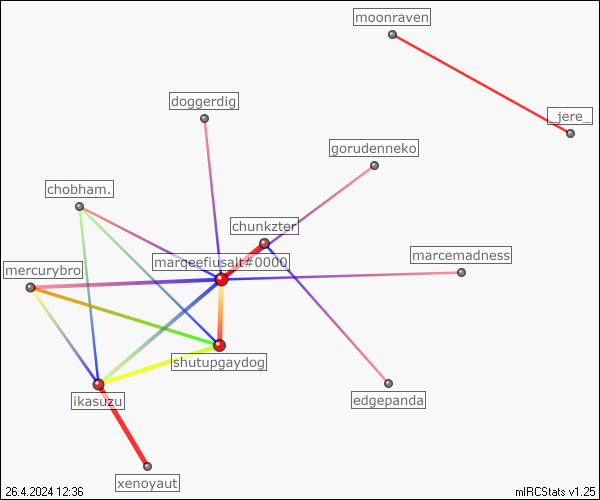 moonraven
doggerdig
_jere_
gorudenneko
chobham.
chunkzter
marqeefiusalt#0000
marcemadness
mercurybro
shutupgaydog
ikasuzu
edgepanda
xenoyaut
26.4.2024 12:36
mIRCStats v1.25